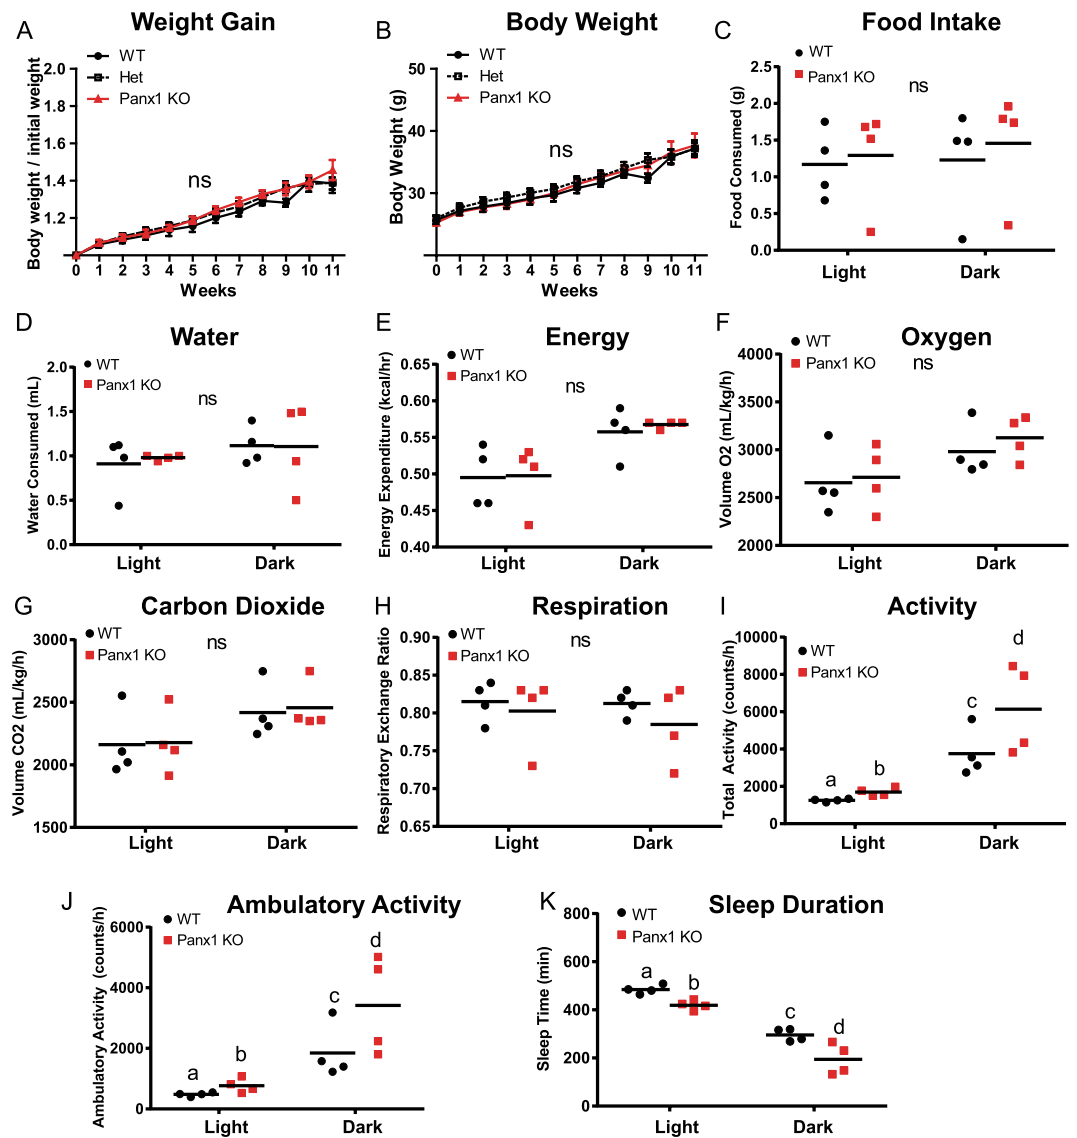 A
Weight Gain
WT
Het
Panx1 KO
Body weight / initial weight
2.0
1.8
1.6
1.4
1.2
ns
0 1 2 3 4 5 6 7 8 9 10 11
Weeks
B
Body Weight
WT
Het
Panx1 KO
Body Weight (g)
50
40
30
ns
0 1 2 3 4 5 6 7 8 9 10 11
Weeks
C
Food Intake
WT
Panx1 KO
Food Consumed (g)
2.5
2.0
1.5
1.0
0.5
0.0
ns
Light Dark
D
Water
WT
Panx1 KO
Water Consumed (mL)
2.0
1.5
1.0
0.5
0.0
ns
Light Dark
E
Energy
WT
Panx1 KO
Energy Expenditure (kcal/hr)
0.65
0.60
0.55
0.50
0.45
0.40
ns
Light Dark
F
Oxygen
WT
Panx1 KO
Volume O2 (mL/kg/h)
4000
3500
3000
2500
2000
ns
Light Dark
G
Carbon Dioxide
WT
Panx1 KO
Volume CO2 (mL/kg/h)
3000
2500
2000
1500
ns
Light Dark
H
Respiration
WT
Panx1 KO
Respiratory Exchange Ratio
0.90
0.85
0.80
0.75
0.70
0.65
ns
Light Dark
I
Activity
WT
Panx1 KO
Total Activity (counts/h)
10000
8000
6000
4000
2000
0
a b c d
Light Dark
J
Ambulatory Activity
WT
Panx1 KO
Ambulatory Activity (counts/h)
6000
4000
2000
0
a b c d
Light Dark
K
Sleep Duration
WT
Panx1 KO
Sleep Time (min)
800
600
400
200
0
a b c d
Light Dark